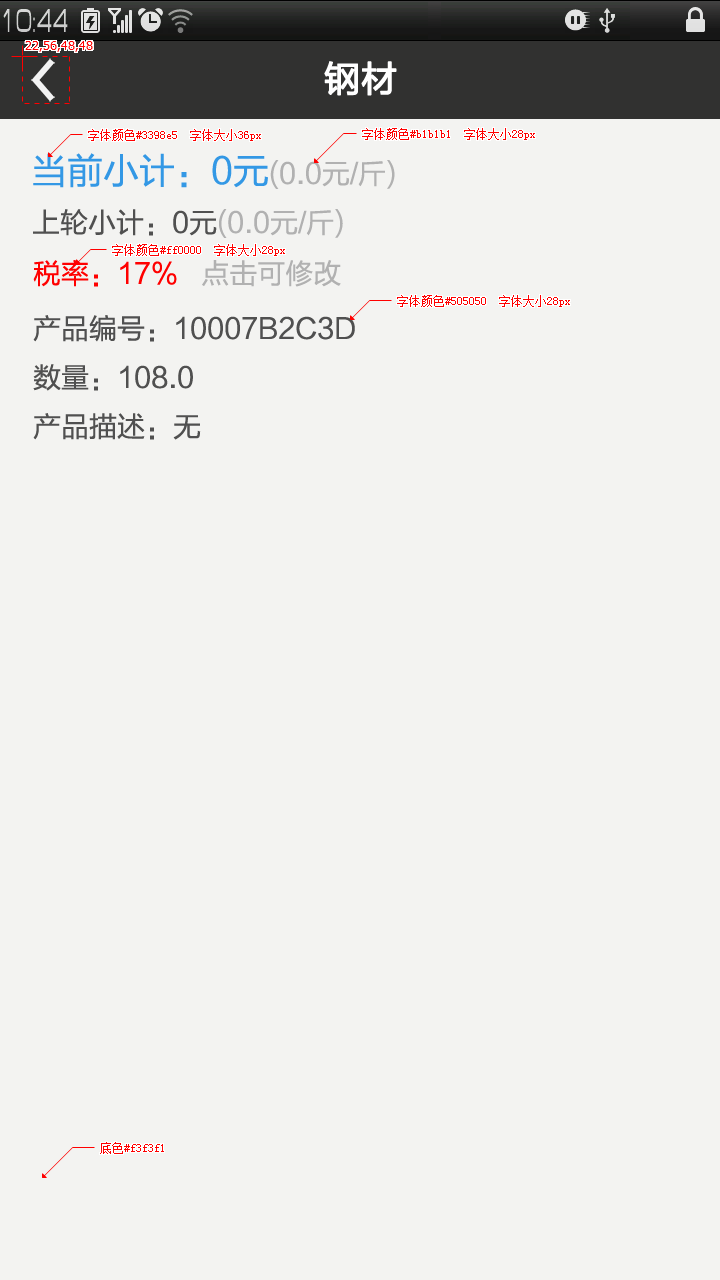 10:44
22,56,48,48
钢材
字体颜色#3398e5 字体大小36px
字体颜色#b1b1b1 字体大小28px
当前小计：0元(0.0元/斤)
上轮小计：0元(0.0元/斤)
字体颜色#ff0000 字体大小28px
税率：17% 点击可修改
字体颜色#505050 字体大小28px
产品编号：10007B2C3D
数量：108.0
产品描述：无
底色#f3f3f1